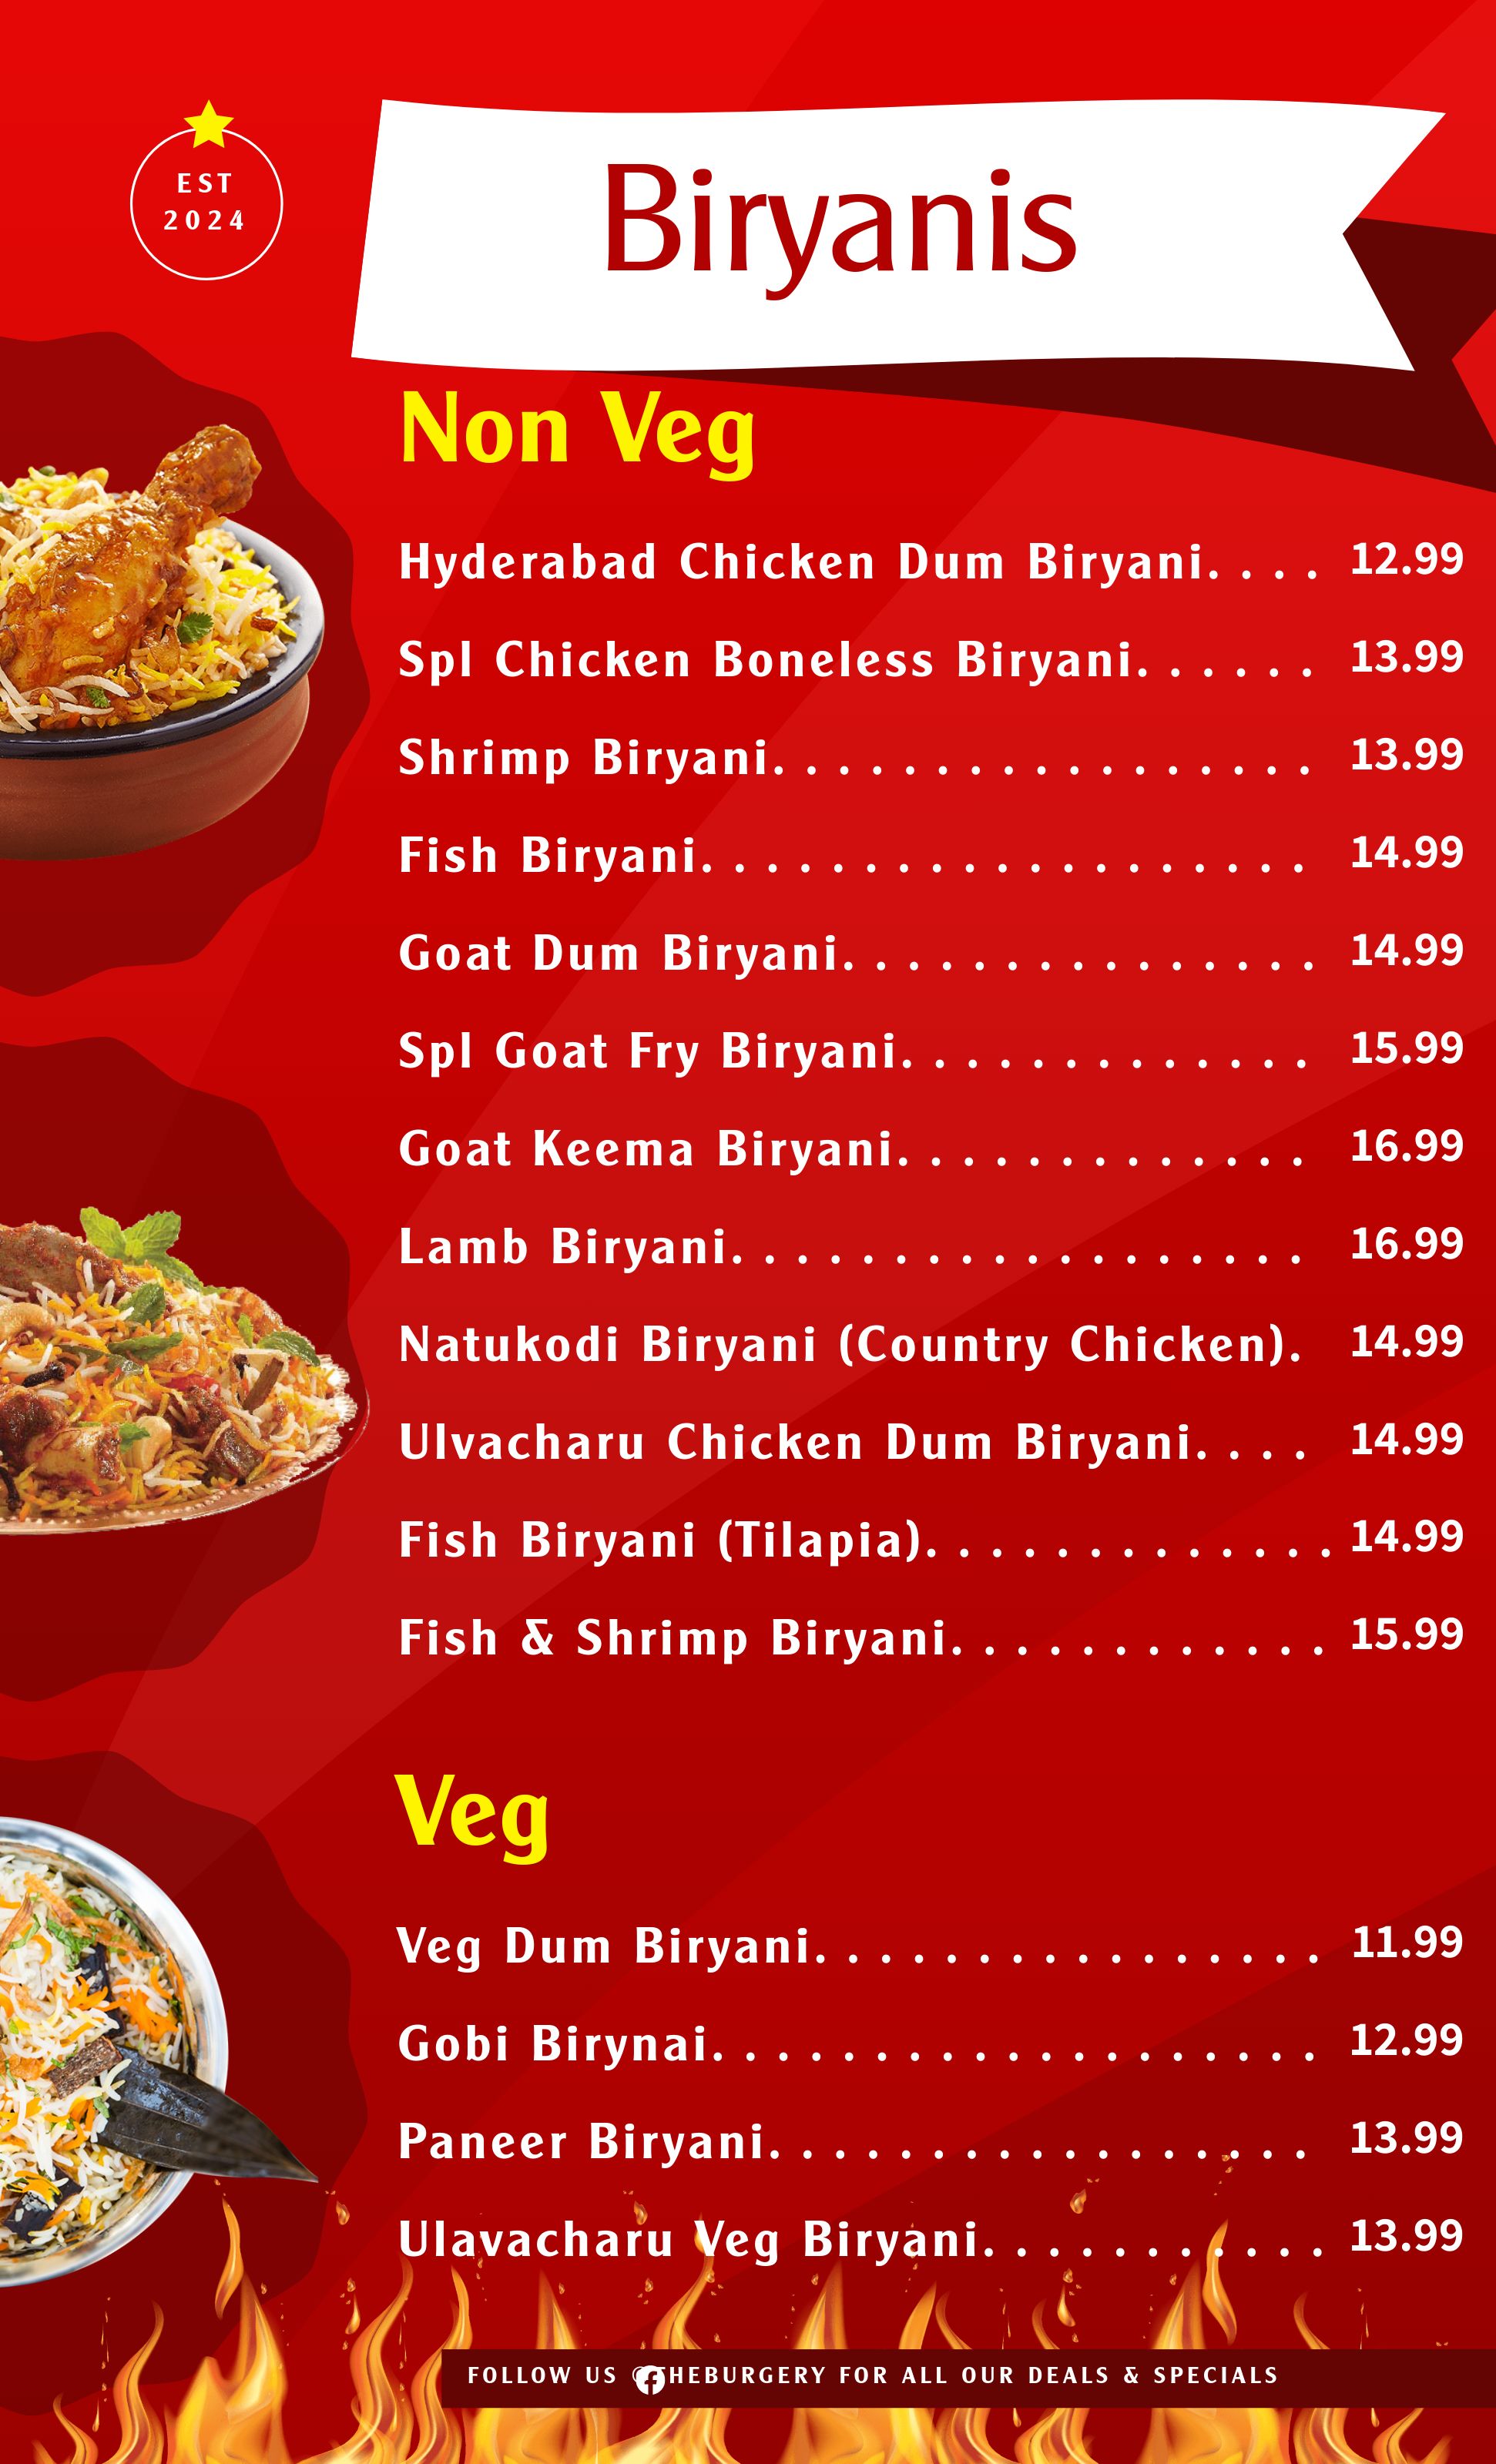 EST
2024
Biryanis
Non Veg
Hyderabad Chicken Dum Biryani. . . . 12.99
Spl Chicken Boneless Biryani. . . . . . 13.99
Shrimp Biryani. . . . . . . . . . . . . . . . . 13.99
Fish Biryani. . . . . . . . . . . . . . . . . . . 14.99
Goat Dum Biryani. . . . . . . . . . . . . . . 14.99
Spl Goat Fry Biryani. . . . . . . . . . . . . 15.99
Goat Keema Biryani. . . . . . . . . . . . . 16.99
Lamb Biryani. . . . . . . . . . . . . . . . . . 16.99
Natukodi Biryani (Country Chicken). 14.99
Ulvacharu Chicken Dum Biryani. . . . 14.99
Fish Biryani (Tilapia). . . . . . . . . . . . . 14.99
Fish & Shrimp Biryani. . . . . . . . . . . . 15.99
Veg
Veg Dum Biryani. . . . . . . . . . . . . . . . 11.99
Gobi Birynai. . . . . . . . . . . . . . . . . . . 12.99
Paneer Biryani. . . . . . . . . . . . . . . . . 13.99
Ulavacharu Veg Biryani. . . . . . . . . . . 13.99
FOLLOW US @THEBURGERY FOR ALL OUR DEALS & SPECIALS